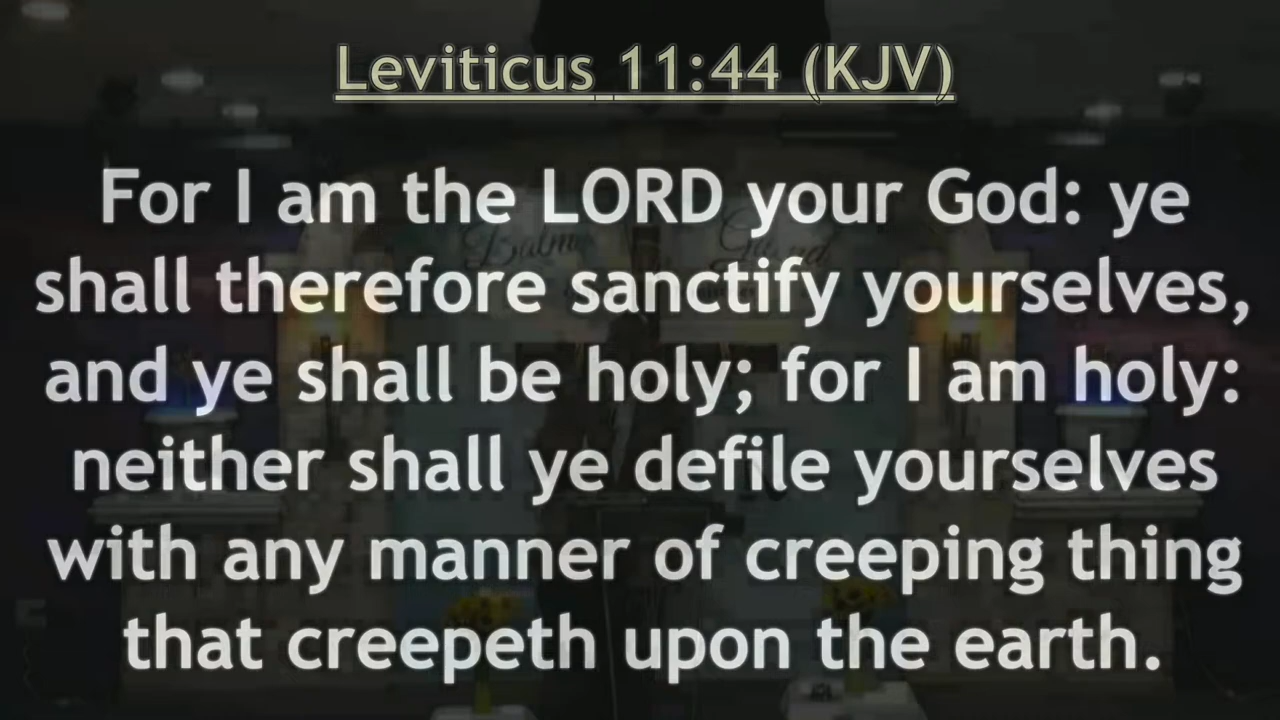 Leviticus 11:44 (KJV)
For I am the LORD your God: ye
shall therefore sanctify yourselves,
and ye shall be holy; for I am holy:
neither shall ye defile yourselves
with any manner of creeping thing
that creepeth upon the earth.
Balm Gilead